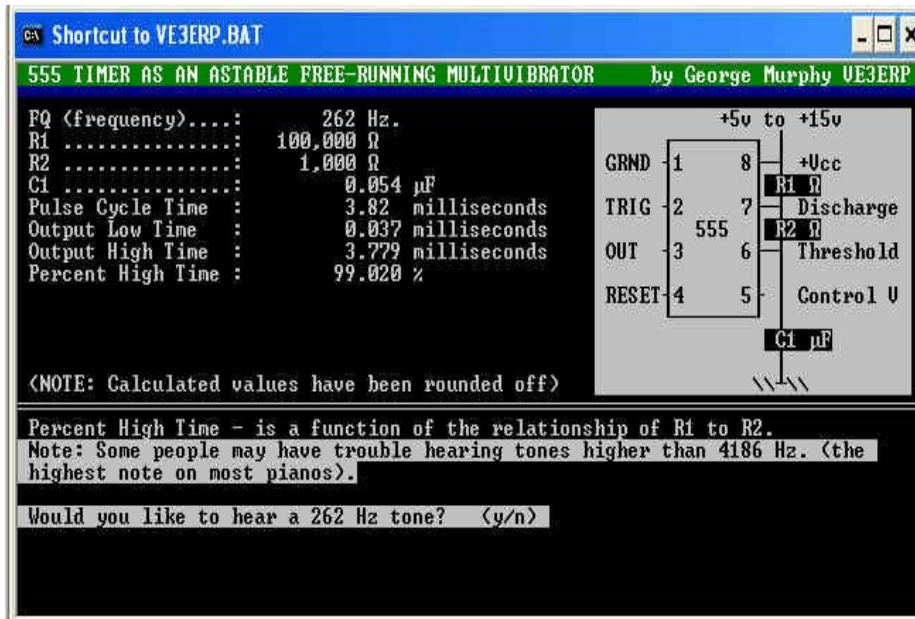 Shortcut to VE3ERP.BAT
555 TIMER AS AN ASTABLE FREE-RUNNING MULTIVIBRATOR by George Murphy VE3ERP
FQ (frequency)....: 262 Hz.
R1 ...............: 100,000 Ω
R2 ...............: 1,000 Ω
C1 ...............: 0.054 µF
Pulse Cycle Time : 3.82 milliseconds
Output Low Time : 0.037 milliseconds
Output High Time : 3.779 milliseconds
Percent High Time : 99.020 %
(NOTE: Calculated values have been rounded off)
+5v to +15v
GRND 1 8 +Vcc
R1 Ω
TRIG 2 7 Discharge
555 R2 Ω
OUT 3 6 Threshold
RESET 4 5 Control V
C1 µF
Percent High Time - is a function of the relationship of R1 to R2.
Note: Some people may have trouble hearing tones higher than 4186 Hz. (the
highest note on most pianos).
Would you like to hear a 262 Hz tone? (y/n)